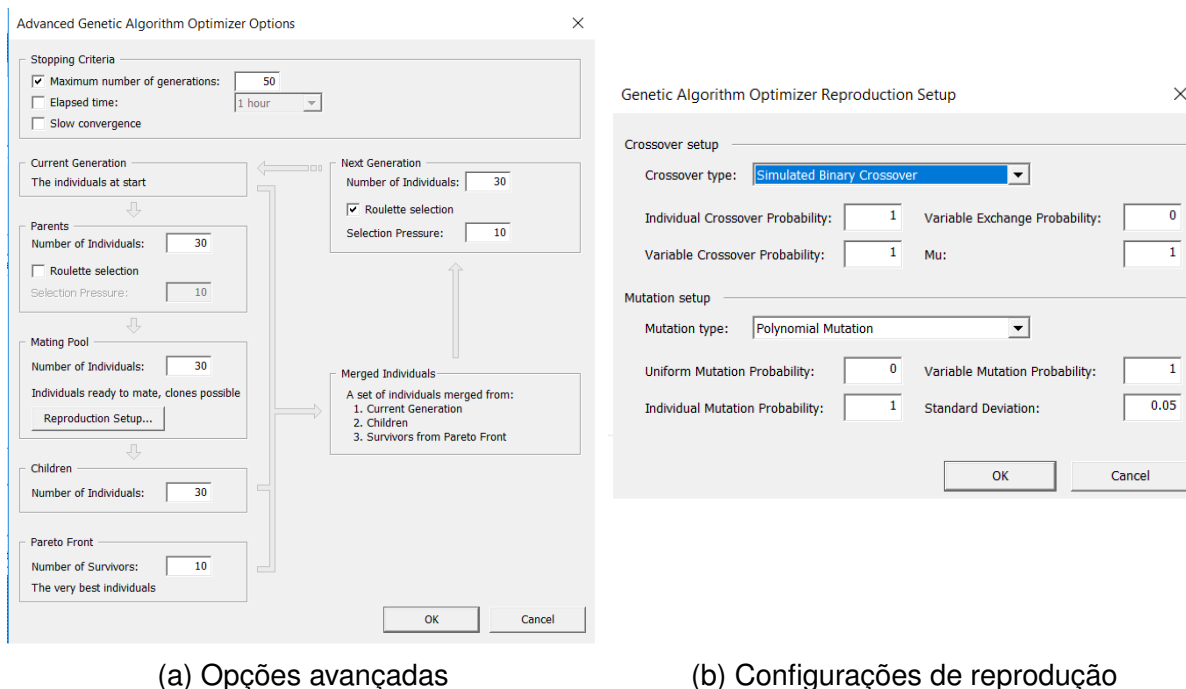 Advanced Genetic Algorithm Optimizer Options
Stopping Criteria
Maximum number of generations: 50
Elapsed time: 1 hour
Slow convergence
Current Generation
The individuals at start
Parents
Number of Individuals: 30
Roulette selection
Selection Pressure: 10
Mating Pool
Number of Individuals: 30
Individuals ready to mate, clones possible
Reproduction Setup...
Children
Number of Individuals: 30
Pareto Front
Number of Survivors: 10
The very best individuals
Next Generation
Number of Individuals: 30
Roulette selection
Selection Pressure: 10
Merged Individuals
A set of individuals merged from:
1. Current Generation
2. Children
3. Survivors from Pareto Front
OK Cancel
(a) Opções avançadas
Genetic Algorithm Optimizer Reproduction Setup
Crossover setup
Crossover type: Simulated Binary Crossover
Individual Crossover Probability: 1 Variable Exchange Probability: 0
Variable Crossover Probability: 1 Mu: 1
Mutation setup
Mutation type: Polynomial Mutation
Uniform Mutation Probability: 0 Variable Mutation Probability: 1
Individual Mutation Probability: 1 Standard Deviation: 0.05
OK Cancel
(b) Configurações de reprodução